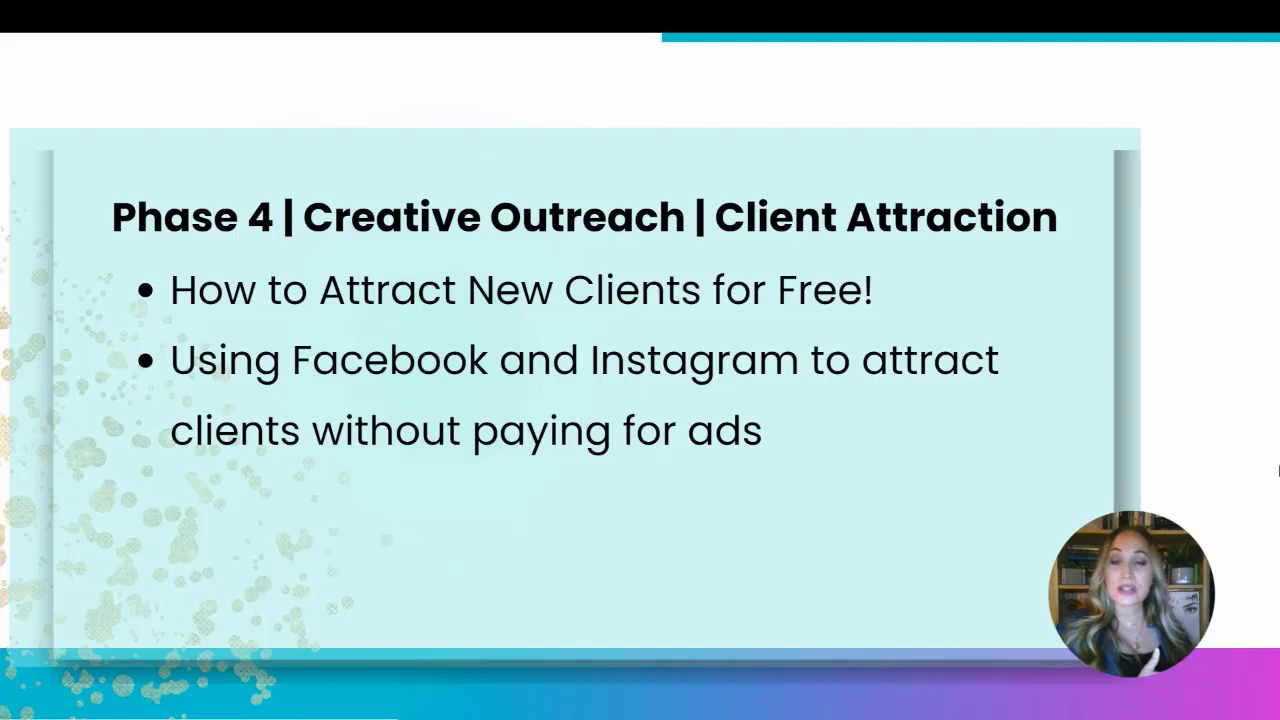 Phase 4 | Creative Outreach | Client Attraction
• How to Attract New Clients for Free!
• Using Facebook and Instagram to attract
clients without paying for ads